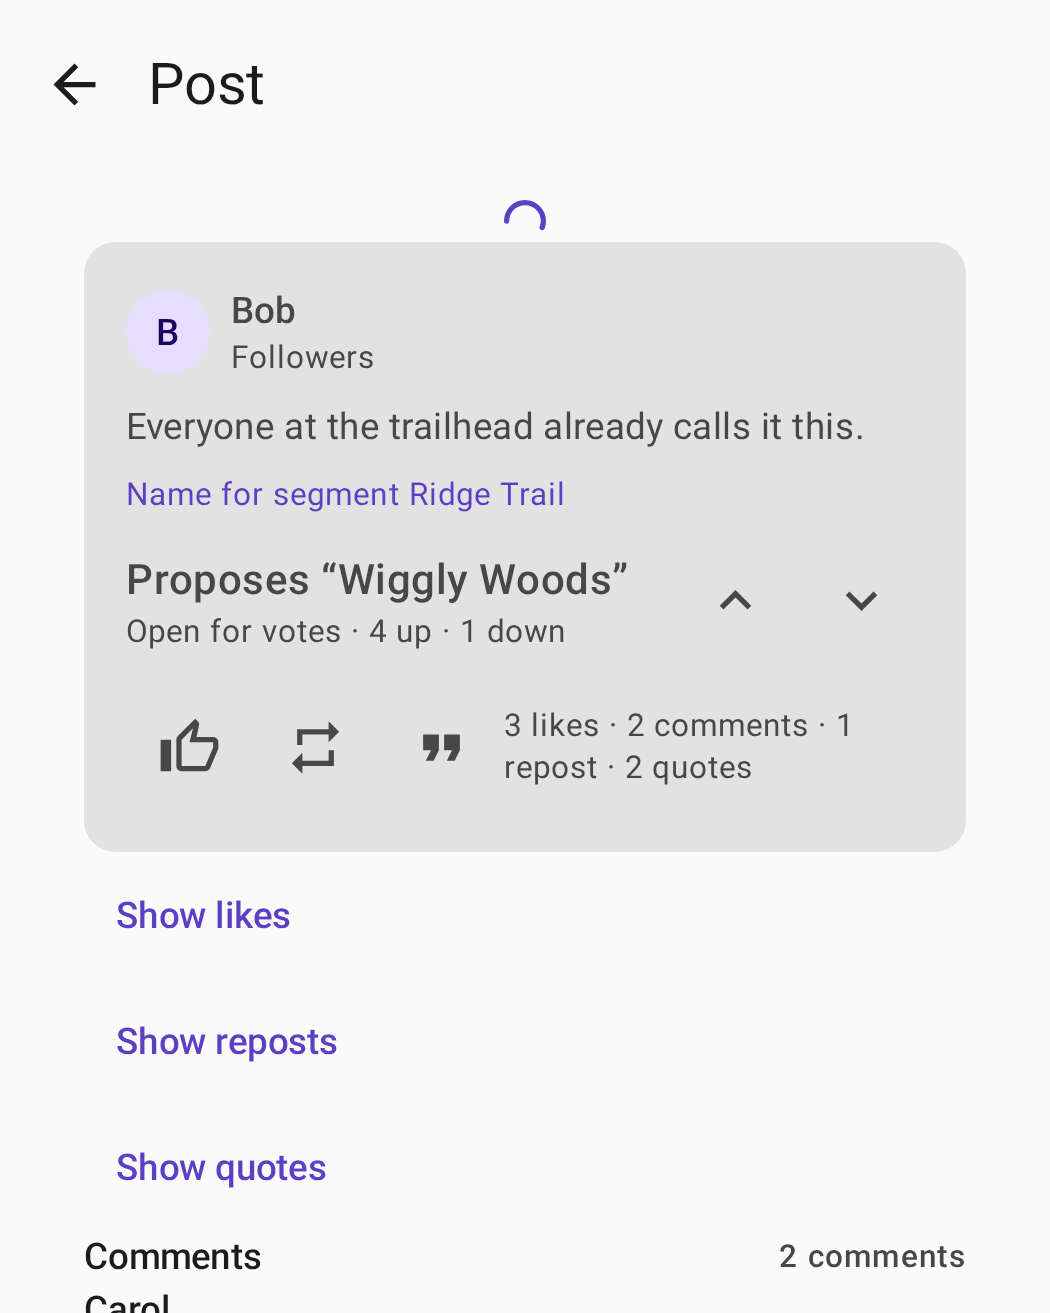 Post
B
Bob
Followers
Everyone at the trailhead already calls it this.
Name for segment Ridge Trail
Proposes “Wiggly Woods”
Open for votes · 4 up · 1 down
3 likes · 2 comments · 1
repost · 2 quotes
Show likes
Show reposts
Show quotes
Comments
2 comments
Carol